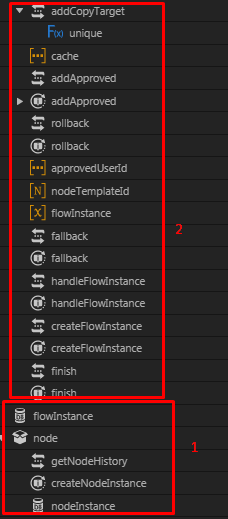 addCopyTarget
F(x) unique
cache
addApproved
addApproved
rollback
rollback
approvedUserId
N nodeTemplateId
x flowInstance
2
fallback
fallback
handleFlowInstance
handleFlowInstance
createFlowInstance
createFlowInstance
finish
finish
flowInstance
node
1
getNodeHistory
createNodeInstance
nodeInstance